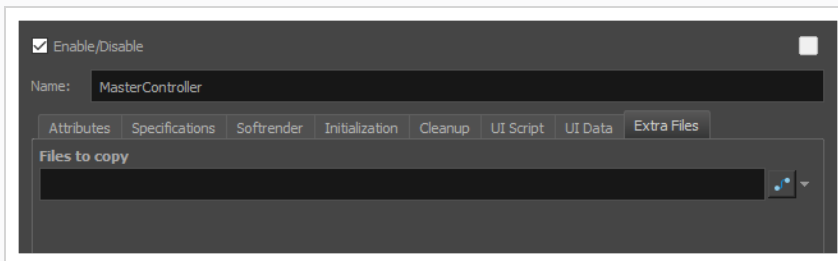 Enable/Disable
Name: MasterController
Attributes Specifications Softrender Initialization Cleanup UI Script UI Data Extra Files
Files to copy